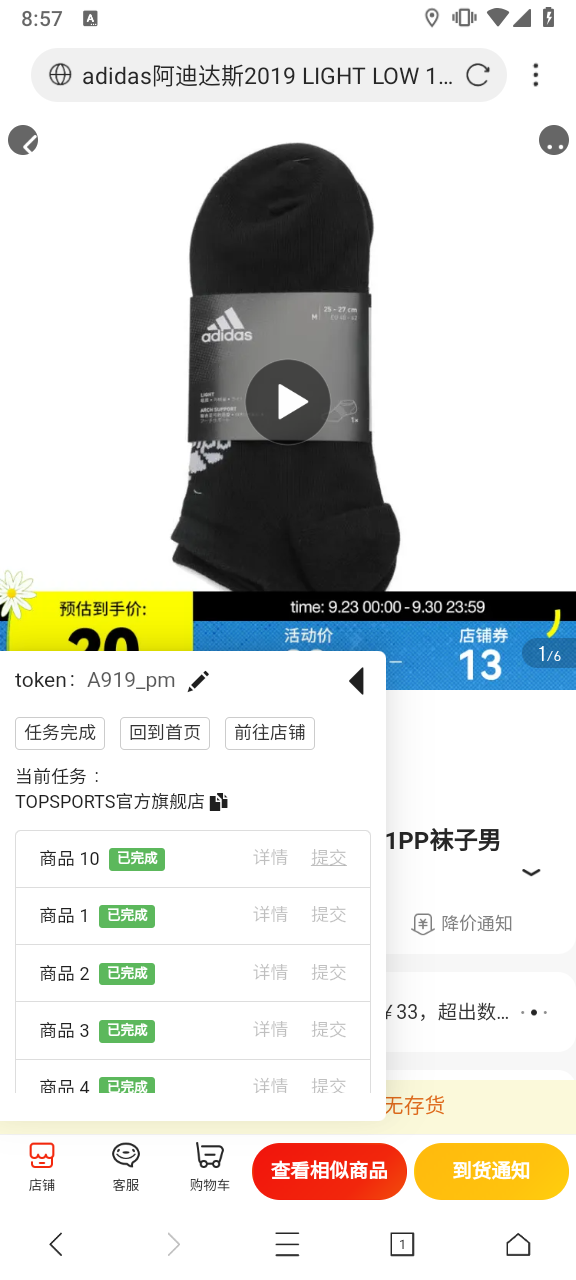 8:57
adidas阿迪达斯2019 LIGHT LOW 1...
25 - 27 cm
M
adidas
LIGHT
ARCH SUPPORT
预估到手价:
time: 9.23 00:00 - 9.30 23:59
活动价
店铺券
13
1/6
token: A919_pm
任务完成 回到首页 前往店铺
当前任务：
TOPSPORTS官方旗舰店
1PP袜子男
商品 10 已完成 详情 提交
商品 1 已完成 详情 提交
降价通知
商品 2 已完成 详情 提交
¥33，超出数...
商品 3 已完成 详情 提交
商品 4 已完成 详情 提交
无存货
店铺 客服 购物车 查看相似商品 到货通知
1